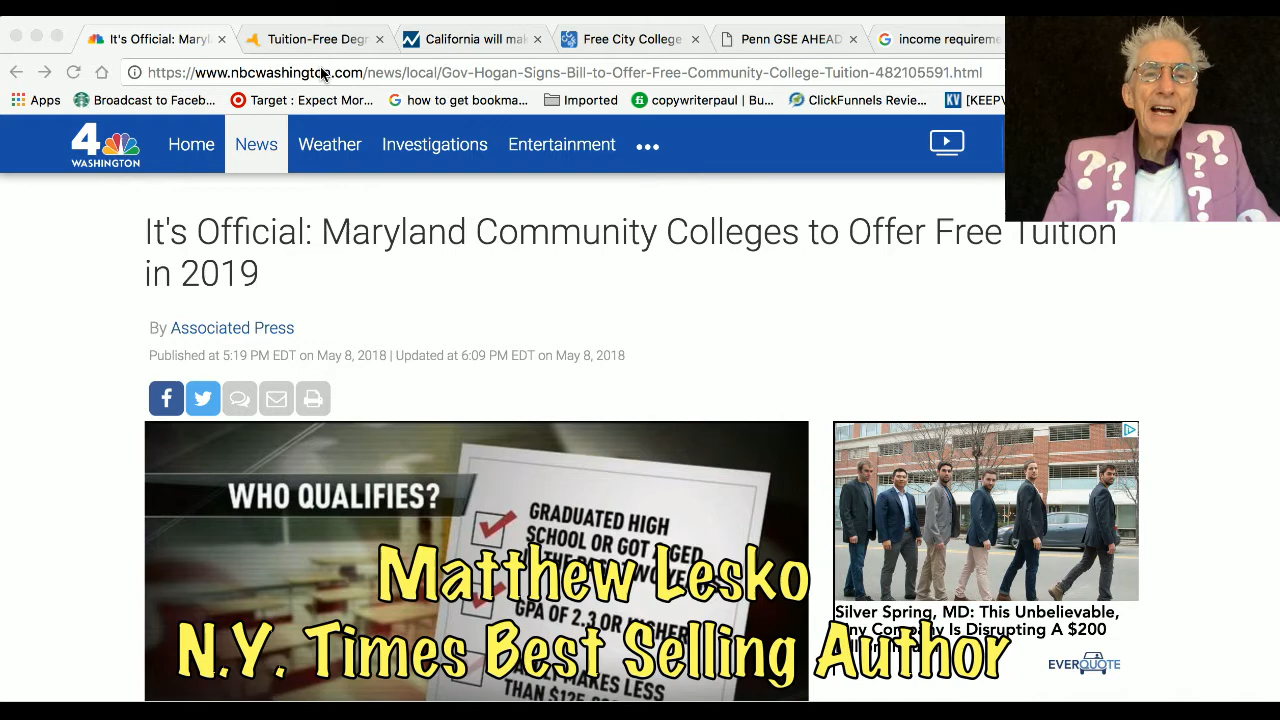 It's Official: Maryl
Tuition-Free Degr
California will mak
Free City College
Penn GSE AHEAD
income requireme
https://www.nbcwashington.com/news/local/Gov-Hogan-Signs-Bill-to-Offer-Free-Community-College-Tuition-482105591.html
Apps
Broadcast to Faceb...
Target : Expect Mor...
how to get bookma...
Imported
copywriterpaul | Bu...
ClickFunnels Revie...
[KEEPV
4
WASHINGTON
Home
News
Weather
Investigations
Entertainment
? ? ? ? ?
It's Official: Maryland Community Colleges to Offer Free Tuition
in 2019
By Associated Press
Published at 5:19 PM EDT on May 8, 2018 | Updated at 6:09 PM EDT on May 8, 2018
WHO QUALIFIES?
GRADUATED HIGH
SCHOOL OR GOT A GED
GPA OF 2.3 OR HIGHER
MAKES LESS
THAN $125
Matthew Lesko
N.Y. Times Best Selling Author
Silver Spring, MD: This Unbelievable,
Company Is Disrupting A $200
EVERQUOTE